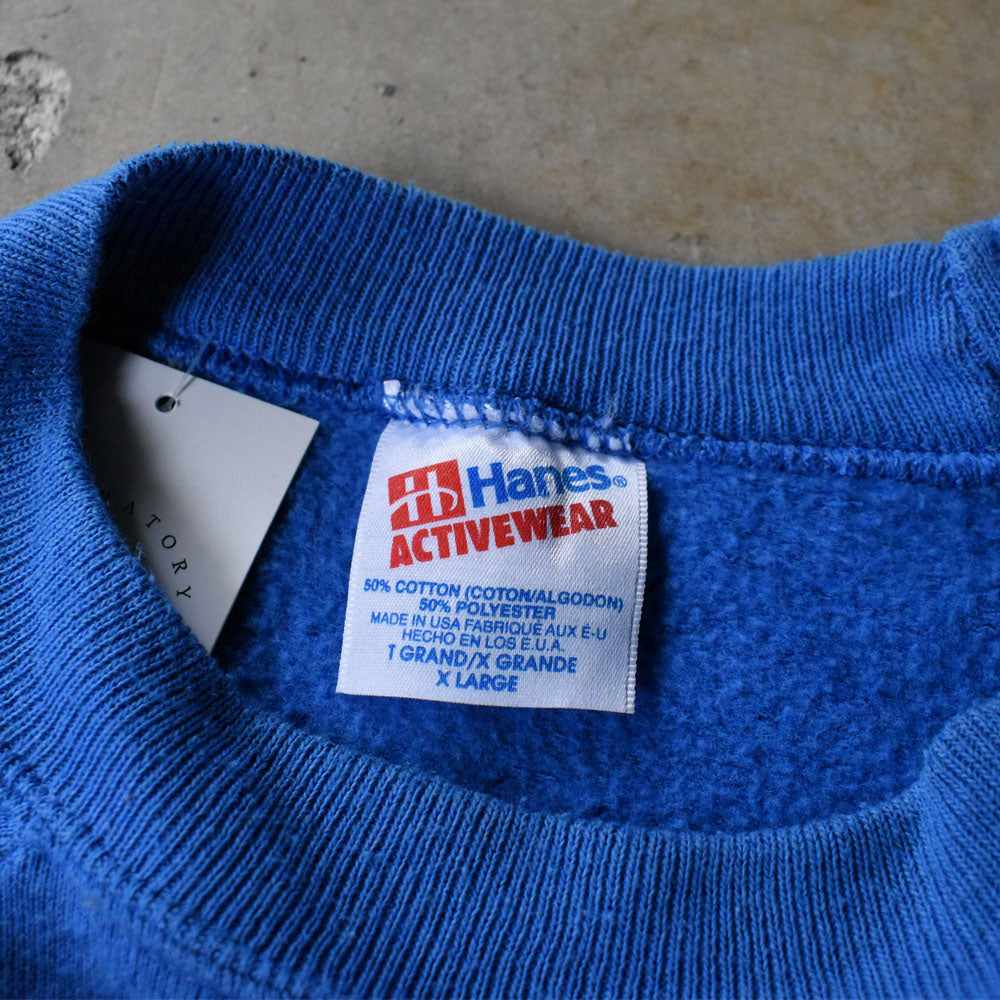 Hanes®
ACTIVEWEAR
50% COTTON (COTON/ALGODON)
50% POLYESTER
MADE IN USA FABRIQUÉ AUX É-U
HECHO EN LOS E.U.A.
T GRAND/X GRANDE
X LARGE
ATORY